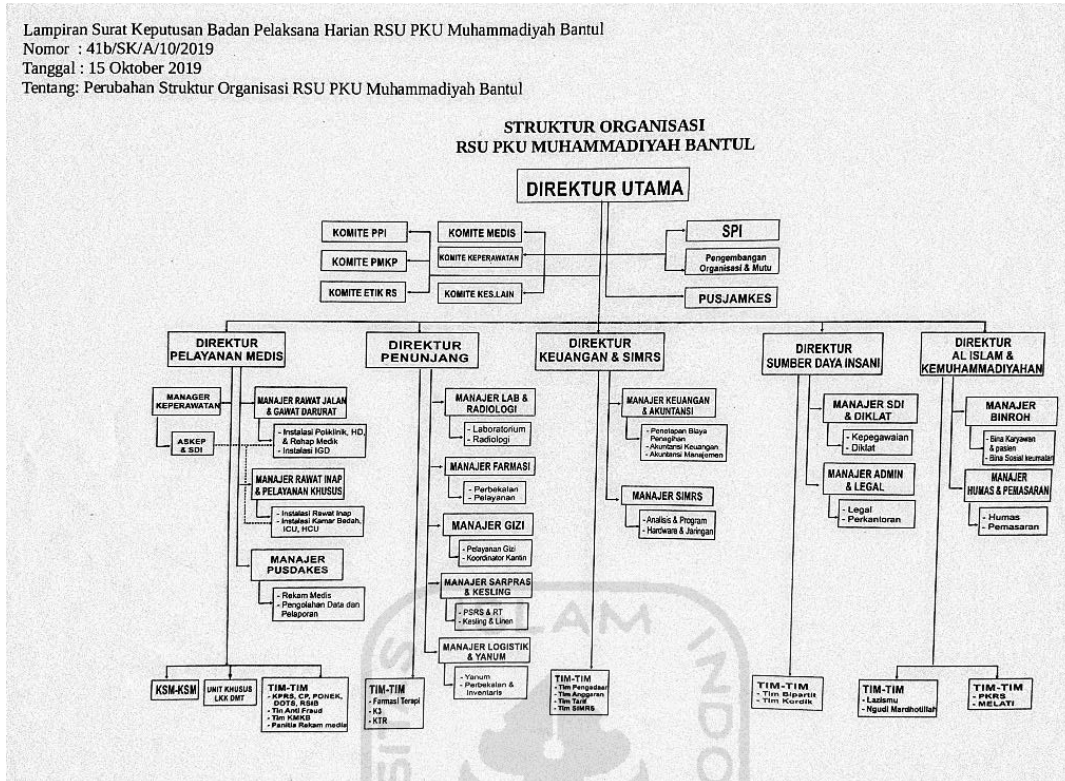 Lampiran Surat Keputusan Badan Pelaksana Harian RSU PKU Muhammadiyah Bantul
Nomor : 41b/SK/A/10/2019
Tanggal : 15 Oktober 2019
Tentang: Perubahan Struktur Organisasi RSU PKU Muhammadiyah Bantul
STRUKTUR ORGANISASI
RSU PKU MUHAMMADIYAH BANTUL
DIREKTUR UTAMA
KOMITE PPI
KOMITE MEDIS
SPI
KOMITE PMKP
KOMITE KEPERAWATAN
Pengembangan
Organisasi & Mutu
KOMITE ETIK RS
KOMITE KES.LAIN
PUSJAMKES
DIREKTUR
PELAYANAN MEDIS
MANAGER
KEPERAWATAN
ASKEP
& SDI
MANAJER RAWAT JALAN
& GAWAT DARURAT
- Instalasi Poliklinik, HD,
& Rehap Medik
- Instalasi IGD
MANAJER RAWAT INAP
& PELAYANAN KHUSUS
- Instalasi Rawat Inap
- Instalasi Kamar Bedah,
ICU, HCU
MANAJER
PUSDAKES
- Rekam Medis
- Pengolahan Data dan
Pelaporan
KSM-KSM
UNIT KHUSUS
LKK DMT
TIM-TIM
- KPRS, CP, PONEK,
DOTS, RSIB
- Tin Anti Fraud
- Tim KMKB
- Panitia Rekam media
DIREKTUR
PENUNJANG
MANAJER LAB &
RADIOLOGI
- Laboratorium
- Radiologi
MANAJER FARMASI
- Perbekalan
- Pelayanan
MANAJER GIZI
- Pelayanan Gizi
- Koordinator Kantin
MANAJER SARPRAS
& KESLING
- PSRS & RT
- Kesling & Linen
MANAJER LOGISTIK
& YANUM
- Yanum
- Perbekalan &
Inventaris
TIM-TIM
- Farmasi Terapi
- K3
- KTR
DIREKTUR
KEUANGAN & SIMRS
MANAJER KEUANGAN
& AKUNTANSI
- Penetapan Biaya
Penagihan
- Akuntansi Keuangan
- Akuntansi Manajemen
MANAJER SIMRS
- Analisis & Program
- Hardware & Jaringan
TIM-TIM
- Tim Pengadaan
- Tim Anggaran
- Tim Tarif
- Tim SIMRS
DIREKTUR
SUMBER DAYA INSANI
MANAJER SDI
& DIKLAT
- Kepegawaian
- Diklat
MANAJER ADMIN
& LEGAL
- Legal
- Perkantoran
TIM-TIM
- Tim Bipartit
- Tim Kordik
DIREKTUR
AL ISLAM &
KEMUHAMMADIYAHAN
MANAJER
BINROH
- Bina Karyawan
& pasien
- Bina Sosial keumatan
MANAJER
HUMAS & PEMASARAN
- Humas
- Pemasaran
TIM-TIM
- Lazismu
- Ngudi Mardhotillah
TIM-TIM
- PKRS
- MELATI